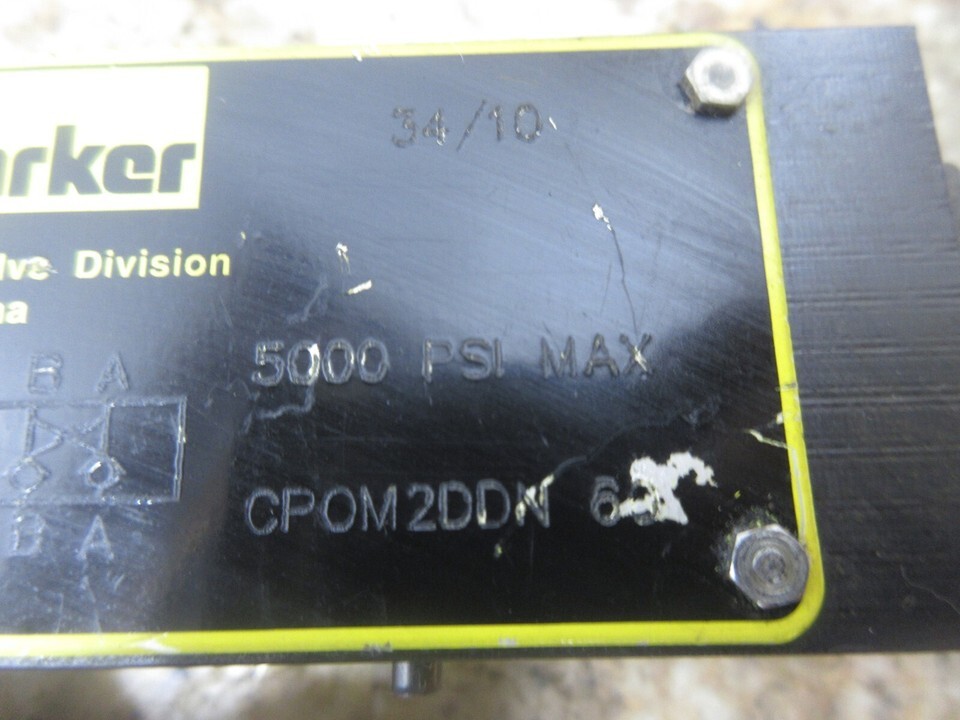 34/10
arker
lve Division
na
B A
5000 PSI MAX
CPOM2DDN
B A